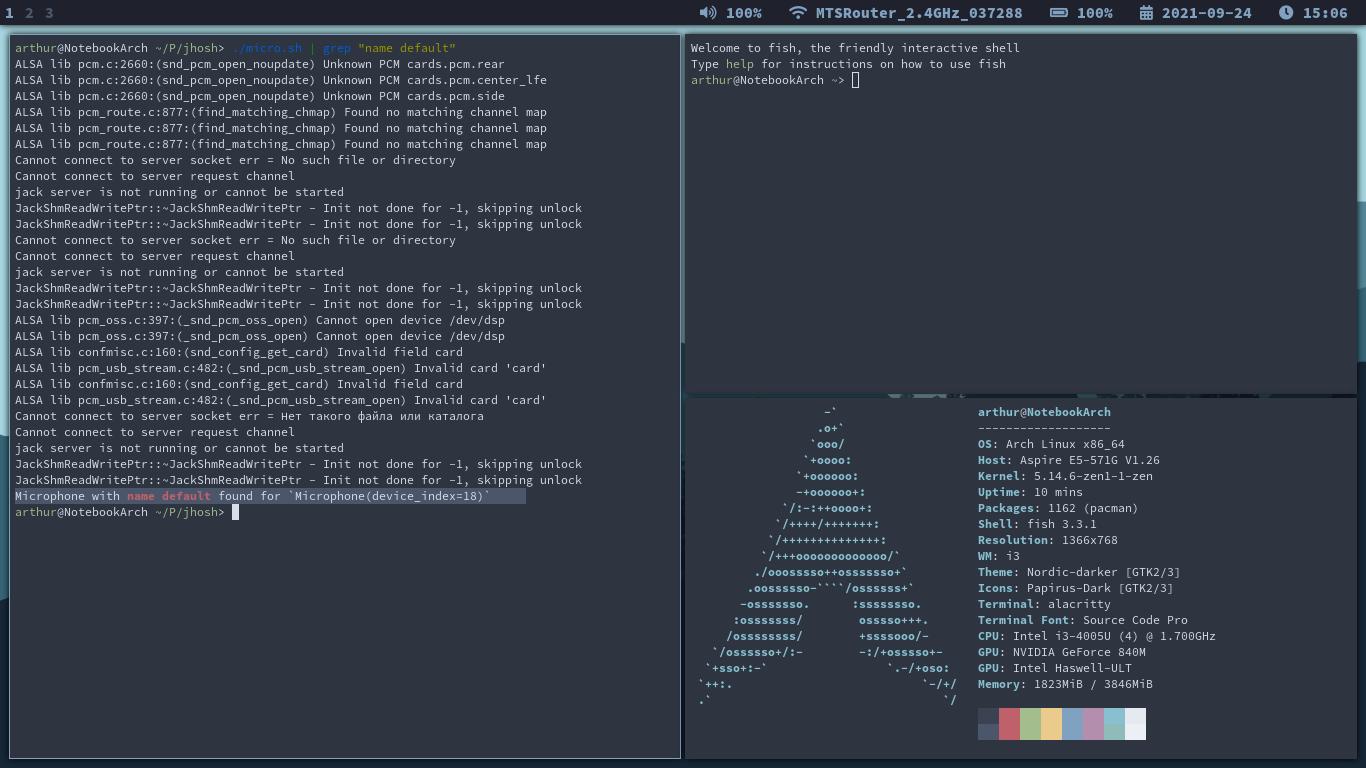 1 2 3 100% MTSRouter_2.4GHz_037288 100% 2021-09-24 15:06
arthur@NotebookArch ~/P/jhosh> ./micro.sh | grep "name default"
ALSA lib pcm.c:2660:(snd_pcm_open_noupdate) Unknown PCM cards.pcm.rear
ALSA lib pcm.c:2660:(snd_pcm_open_noupdate) Unknown PCM cards.pcm.center_lfe
ALSA lib pcm.c:2660:(snd_pcm_open_noupdate) Unknown PCM cards.pcm.side
ALSA lib pcm_route.c:877:(find_matching_chmap) Found no matching channel map
ALSA lib pcm_route.c:877:(find_matching_chmap) Found no matching channel map
ALSA lib pcm_route.c:877:(find_matching_chmap) Found no matching channel map
Cannot connect to server socket err = No such file or directory
Cannot connect to server request channel
jack server is not running or cannot be started
JackShmReadWritePtr::~JackShmReadWritePtr - Init not done for -1, skipping unlock
JackShmReadWritePtr::~JackShmReadWritePtr - Init not done for -1, skipping unlock
Cannot connect to server socket err = No such file or directory
Cannot connect to server request channel
jack server is not running or cannot be started
JackShmReadWritePtr::~JackShmReadWritePtr - Init not done for -1, skipping unlock
JackShmReadWritePtr::~JackShmReadWritePtr - Init not done for -1, skipping unlock
ALSA lib pcm_oss.c:397:(_snd_pcm_oss_open) Cannot open device /dev/dsp
ALSA lib pcm_oss.c:397:(_snd_pcm_oss_open) Cannot open device /dev/dsp
ALSA lib confmisc.c:160:(snd_config_get_card) Invalid field card
ALSA lib pcm_usb_stream.c:482:(_snd_pcm_usb_stream_open) Invalid card 'card'
ALSA lib confmisc.c:160:(snd_config_get_card) Invalid field card
ALSA lib pcm_usb_stream.c:482:(_snd_pcm_usb_stream_open) Invalid card 'card'
Cannot connect to server socket err = Нет такого файла или каталога
Cannot connect to server request channel
jack server is not running or cannot be started
JackShmReadWritePtr::~JackShmReadWritePtr - Init not done for -1, skipping unlock
JackShmReadWritePtr::~JackShmReadWritePtr - Init not done for -1, skipping unlock
Microphone with name default found for `Microphone(device_index=18)`
arthur@NotebookArch ~/P/jhosh>
Welcome to fish, the friendly interactive shell
Type help for instructions on how to use fish
arthur@NotebookArch ~>
arthur@NotebookArch
-------------------
OS: Arch Linux x86_64
Host: Aspire E5-571G V1.26
Kernel: 5.14.6-zen1-1-zen
Uptime: 10 mins
Packages: 1162 (pacman)
Shell: fish 3.3.1
Resolution: 1366x768
WM: i3
Theme: Nordic-darker [GTK2/3]
Icons: Papirus-Dark [GTK2/3]
Terminal: alacritty
Terminal Font: Source Code Pro
CPU: Intel i3-4005U (4) @ 1.700GHz
GPU: NVIDIA GeForce 840M
GPU: Intel Haswell-ULT
Memory: 1823MiB / 3846MiB